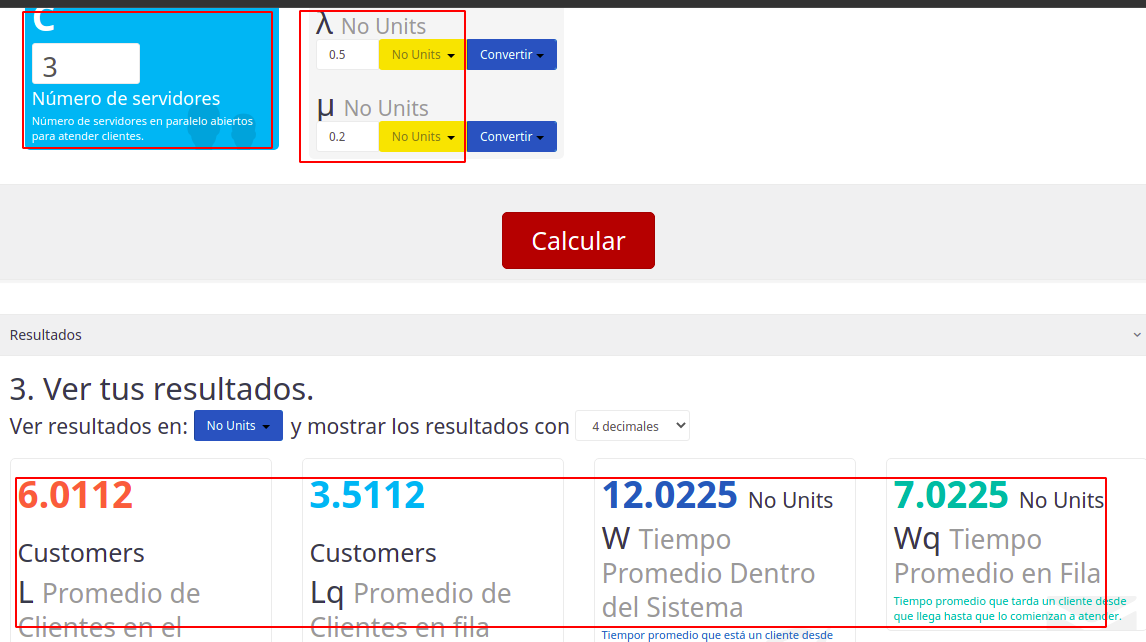 C
3
Número de servidores
Número de servidores en paralelo abiertos
para atender clientes.
λ No Units
0.5 No Units Convertir
μ No Units
0.2 No Units Convertir
Calcular
Resultados
3. Ver tus resultados.
Ver resultados en: No Units y mostrar los resultados con 4 decimales
6.0112
Customers
L Promedio de
Clientes en el
3.5112
Customers
Lq Promedio de
Clientes en fila
12.0225 No Units
W Tiempo
Promedio Dentro
del Sistema
Tiempor promedio que está un cliente desde
7.0225 No Units
Wq Tiempo
Promedio en Fila
Tiempo promedio que tarda un cliente desde
que llega hasta que lo comienzan a atender.